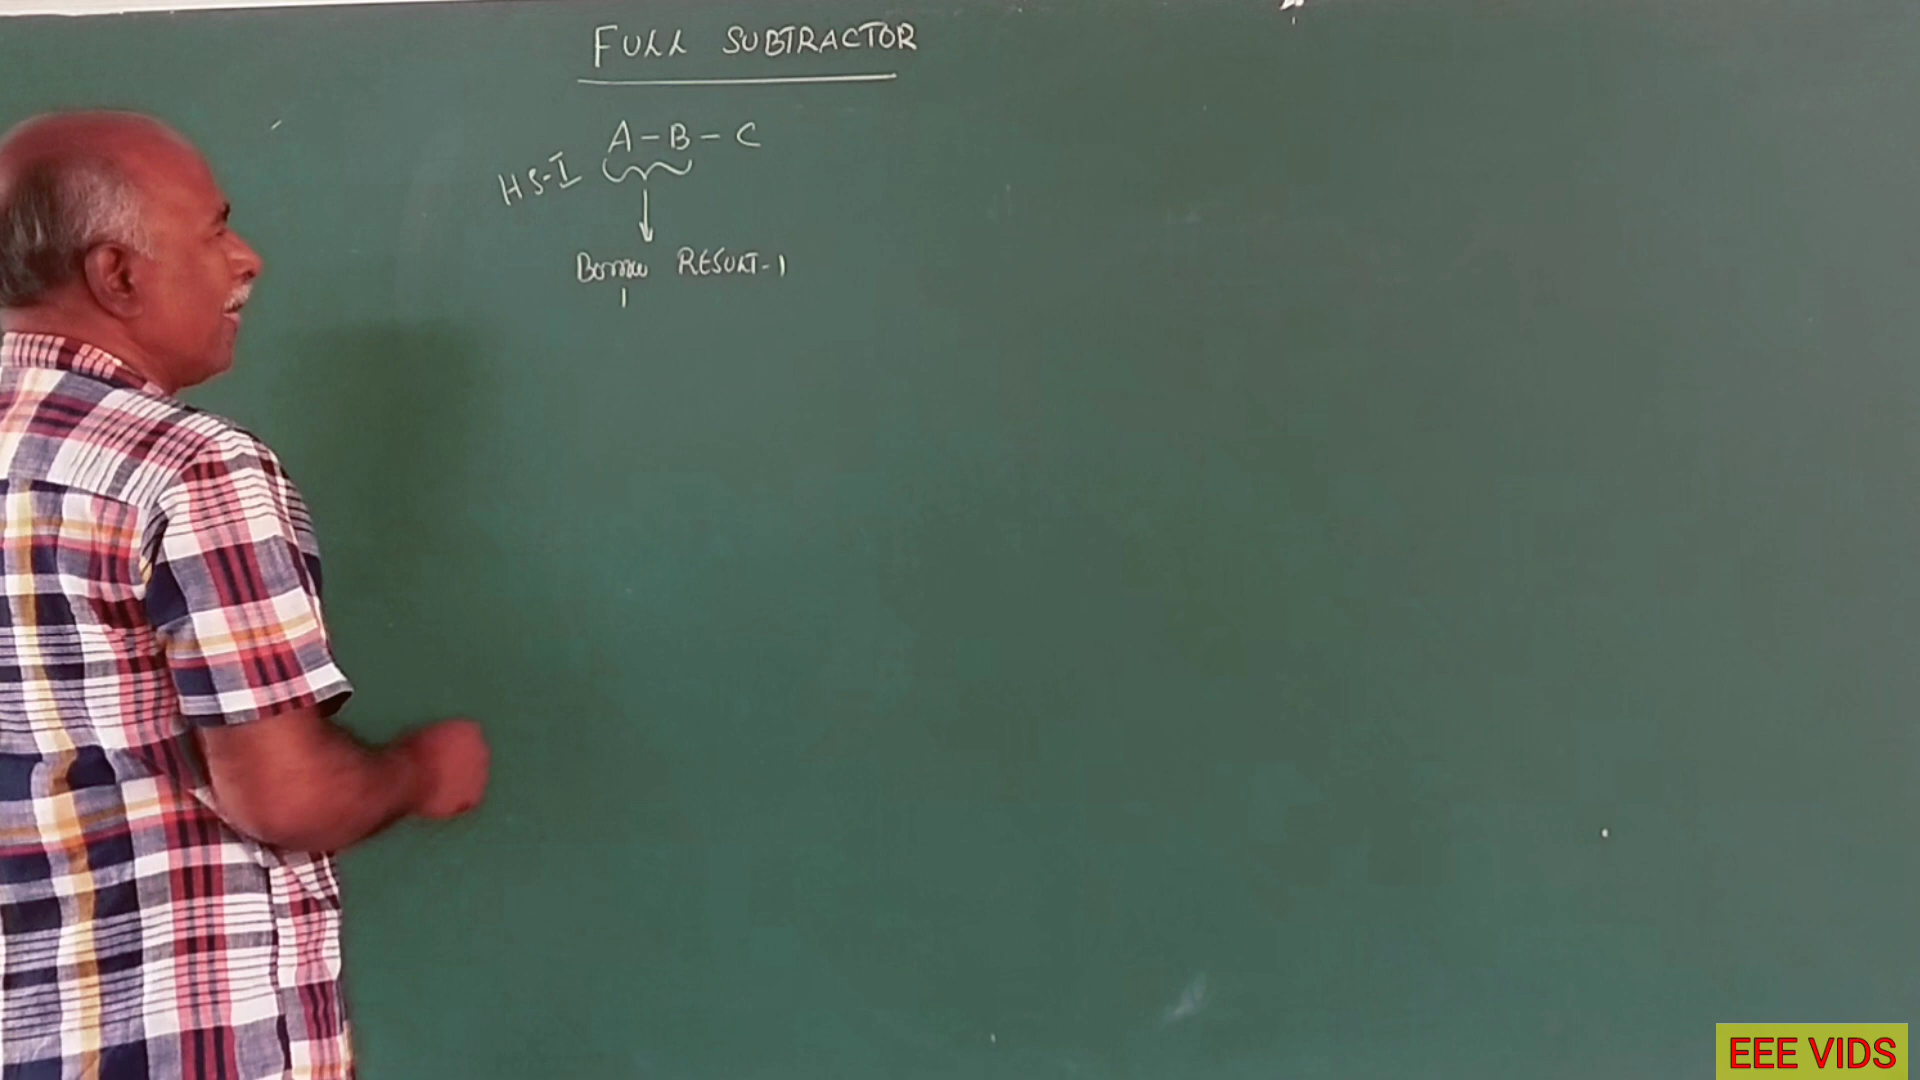 FULL SUBTRACTOR
A - B - C
HS-I
Borrow RESULT-1
1
EEE VIDS